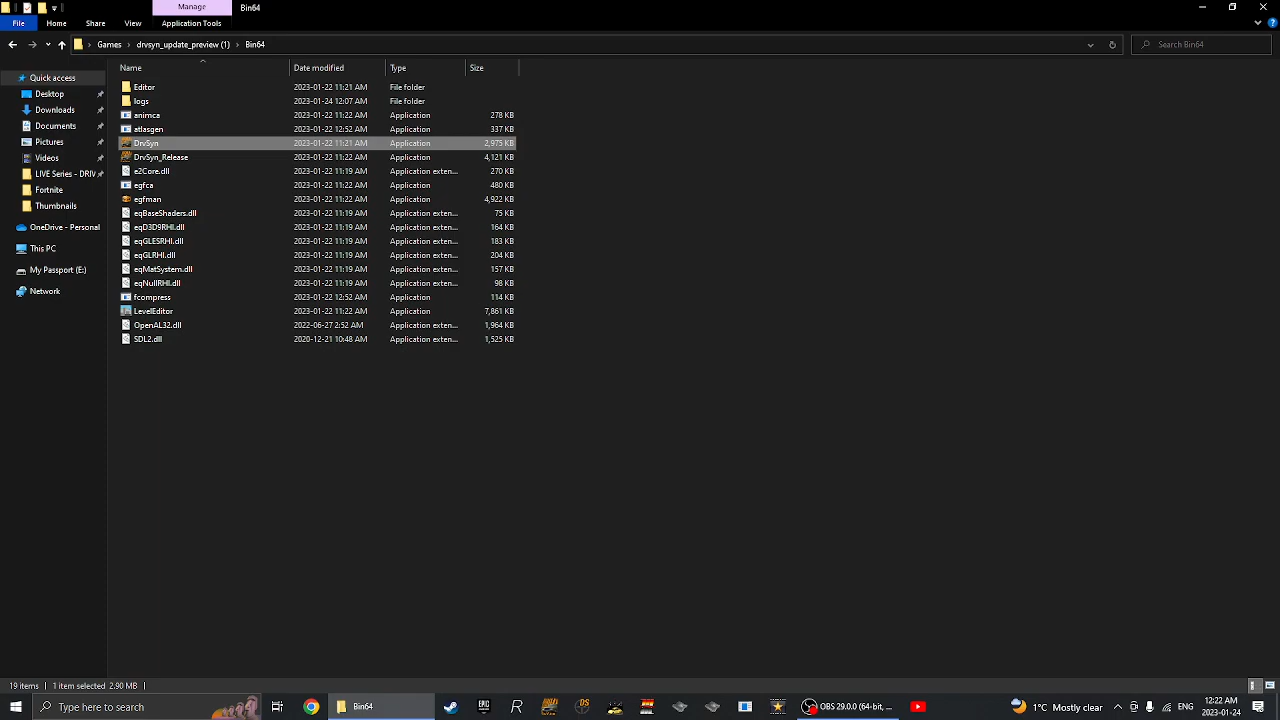 Manage
Bin64
File
Home
Share
View
Application Tools
Games
drvsyn_update_preview (1)
Bin64
Search Bin64
Name
Date modified
Type
Size
Quick access
Desktop
Downloads
Documents
Pictures
Videos
LIVE Series - DRIV
Fortnite
Thumbnails
OneDrive - Personal
This PC
My Passport (E:)
Network
Editor 2023-01-22 11:21 AM File folder
logs 2023-01-24 12:07 AM File folder
animca 2023-01-22 11:22 AM Application 278 KB
atlasgen 2023-01-22 12:52 AM Application 337 KB
DrvSyn 2023-01-22 11:21 AM Application 2,975 KB
DrvSyn_Release 2023-01-22 11:22 AM Application 4,121 KB
e2Core.dll 2023-01-22 11:19 AM Application exten... 270 KB
egfca 2023-01-22 11:22 AM Application 480 KB
egfman 2023-01-22 11:22 AM Application 4,922 KB
eqBaseShaders.dll 2023-01-22 11:19 AM Application exten... 75 KB
eqD3D9RHI.dll 2023-01-22 11:19 AM Application exten... 164 KB
eqGLESRHI.dll 2023-01-22 11:19 AM Application exten... 183 KB
eqGLRHI.dll 2023-01-22 11:19 AM Application exten... 204 KB
eqMatSystem.dll 2023-01-22 11:19 AM Application exten... 157 KB
eqNullRHI.dll 2023-01-22 11:19 AM Application exten... 98 KB
fcompress 2023-01-22 12:52 AM Application 114 KB
LevelEditor 2023-01-22 11:22 AM Application 7,861 KB
OpenAL32.dll 2022-06-27 2:52 AM Application exten... 1,964 KB
SDL2.dll 2020-12-21 10:48 AM Application exten... 1,525 KB
19 items
1 item selected 2.90 MB
Type here to search
Bin64
OBS 29.0.0 (64-bit, ...
1°C Mostly clear
ENG
12:22 AM
2023-01-24